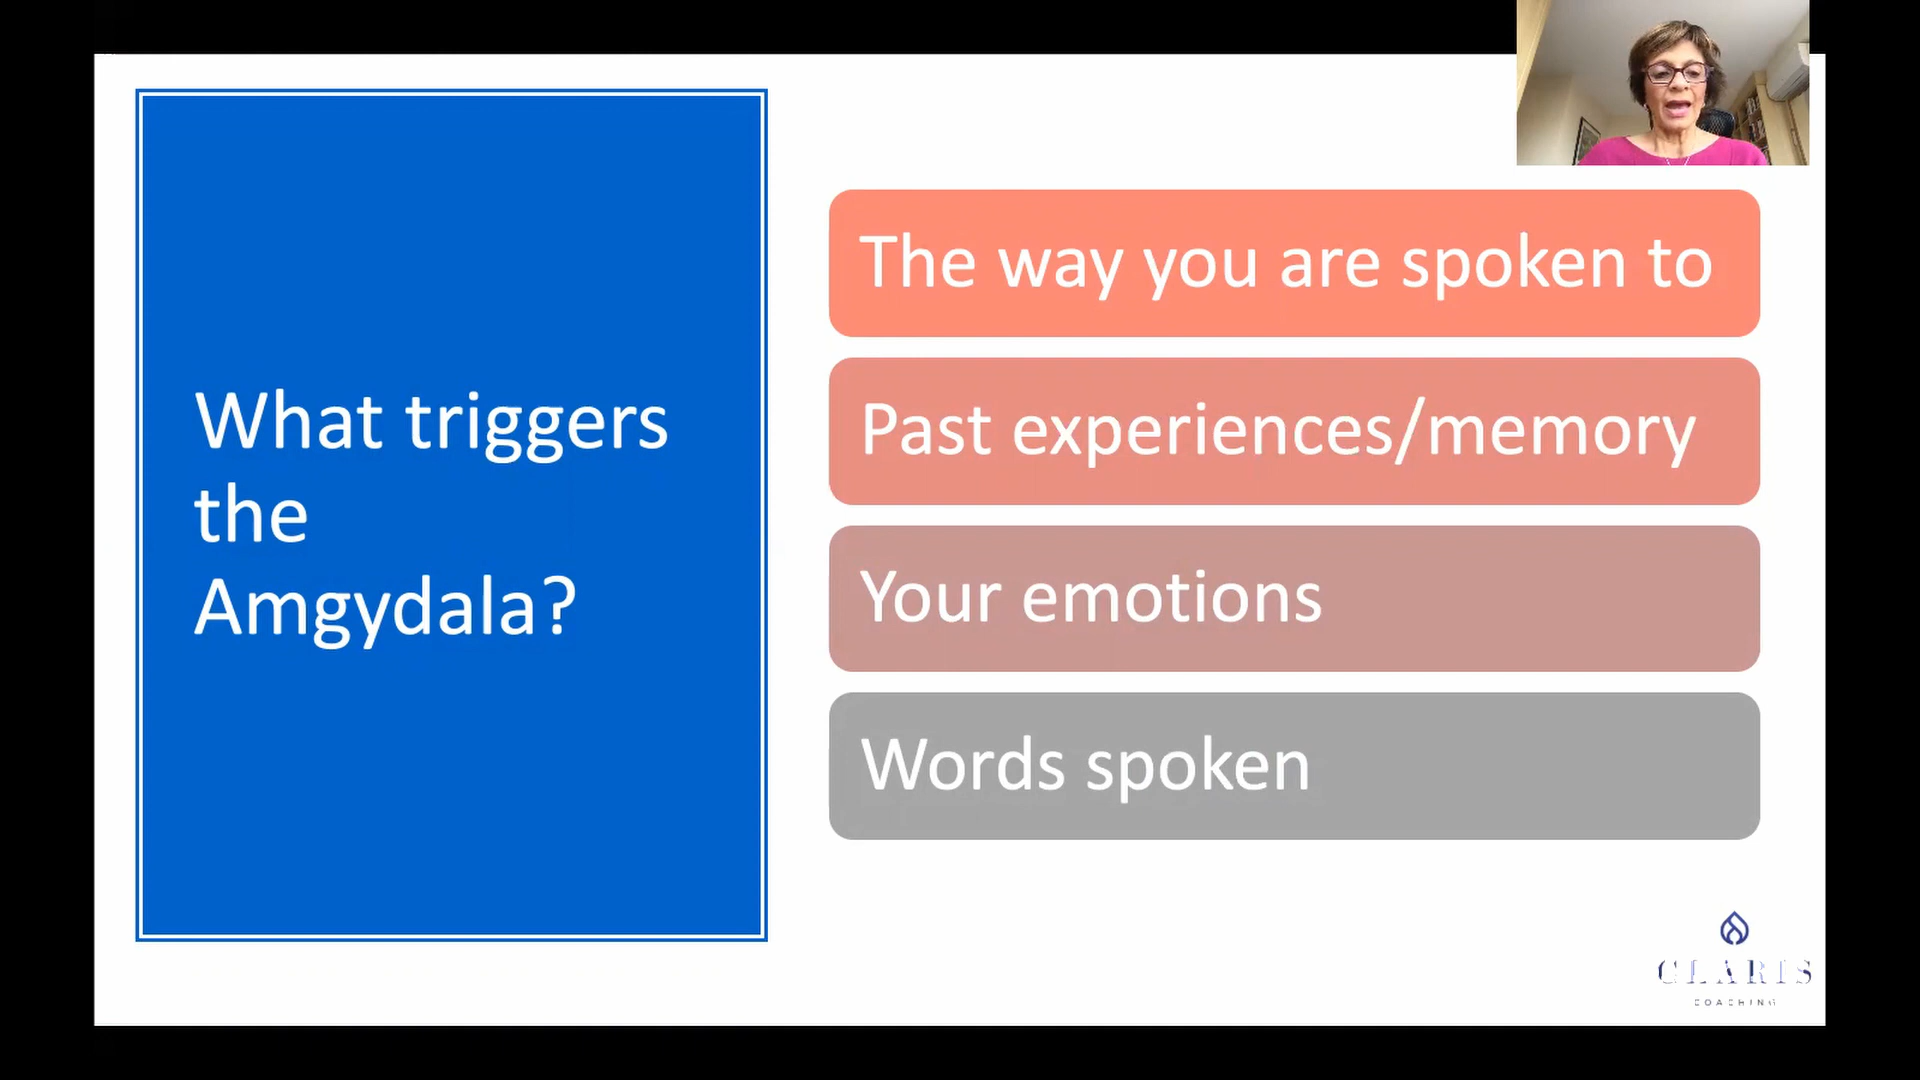 What triggers
the
Amgydala?
The way you are spoken to
Past experiences/memory
Your emotions
Words spoken
CLARIS
COACHING